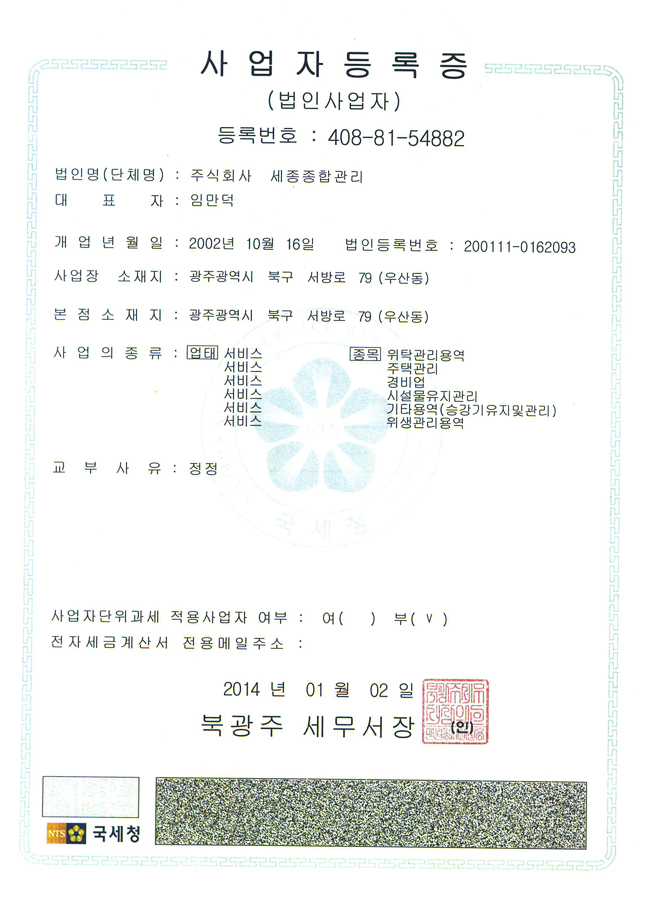 사업자등록증
(법인사업자)
등록번호 : 408-81-54882
법인명(단체명) : 주식회사 세종종합관리
대 표 자 : 임만덕
개 업 년 월 일 : 2002년 10월 16일 법인등록번호 : 200111-0162093
사업장 소재지 : 광주광역시 북구 서방로 79 (우산동)
본 점 소 재 지 : 광주광역시 북구 서방로 79 (우산동)
사 업 의 종 류 : 업태 서비스 종목 위탁관리용역
서비스 주택관리
서비스 경비업
서비스 시설물유지관리
서비스 기타용역(승강기유지및관리)
서비스 위생관리용역
NTS
국세청
교 부 사 유 : 정정
사업자단위과세 적용사업자 여부 : 여( ) 부( V )
전자세금계산서 전용메일주소 :
2014 년 01 월 02 일
북광주 세무서장 (인)
NTS 국세청